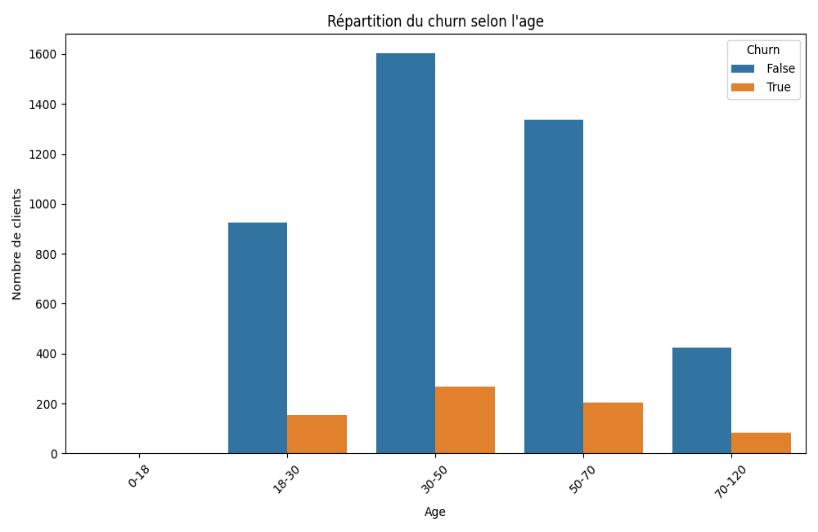 Répartition du churn selon l'age
Churn
False
True
Nombre de clients
1600
1400
1200
1000
800
600
400
200
0
0-18
18-30
30-50
50-70
70-120
Age